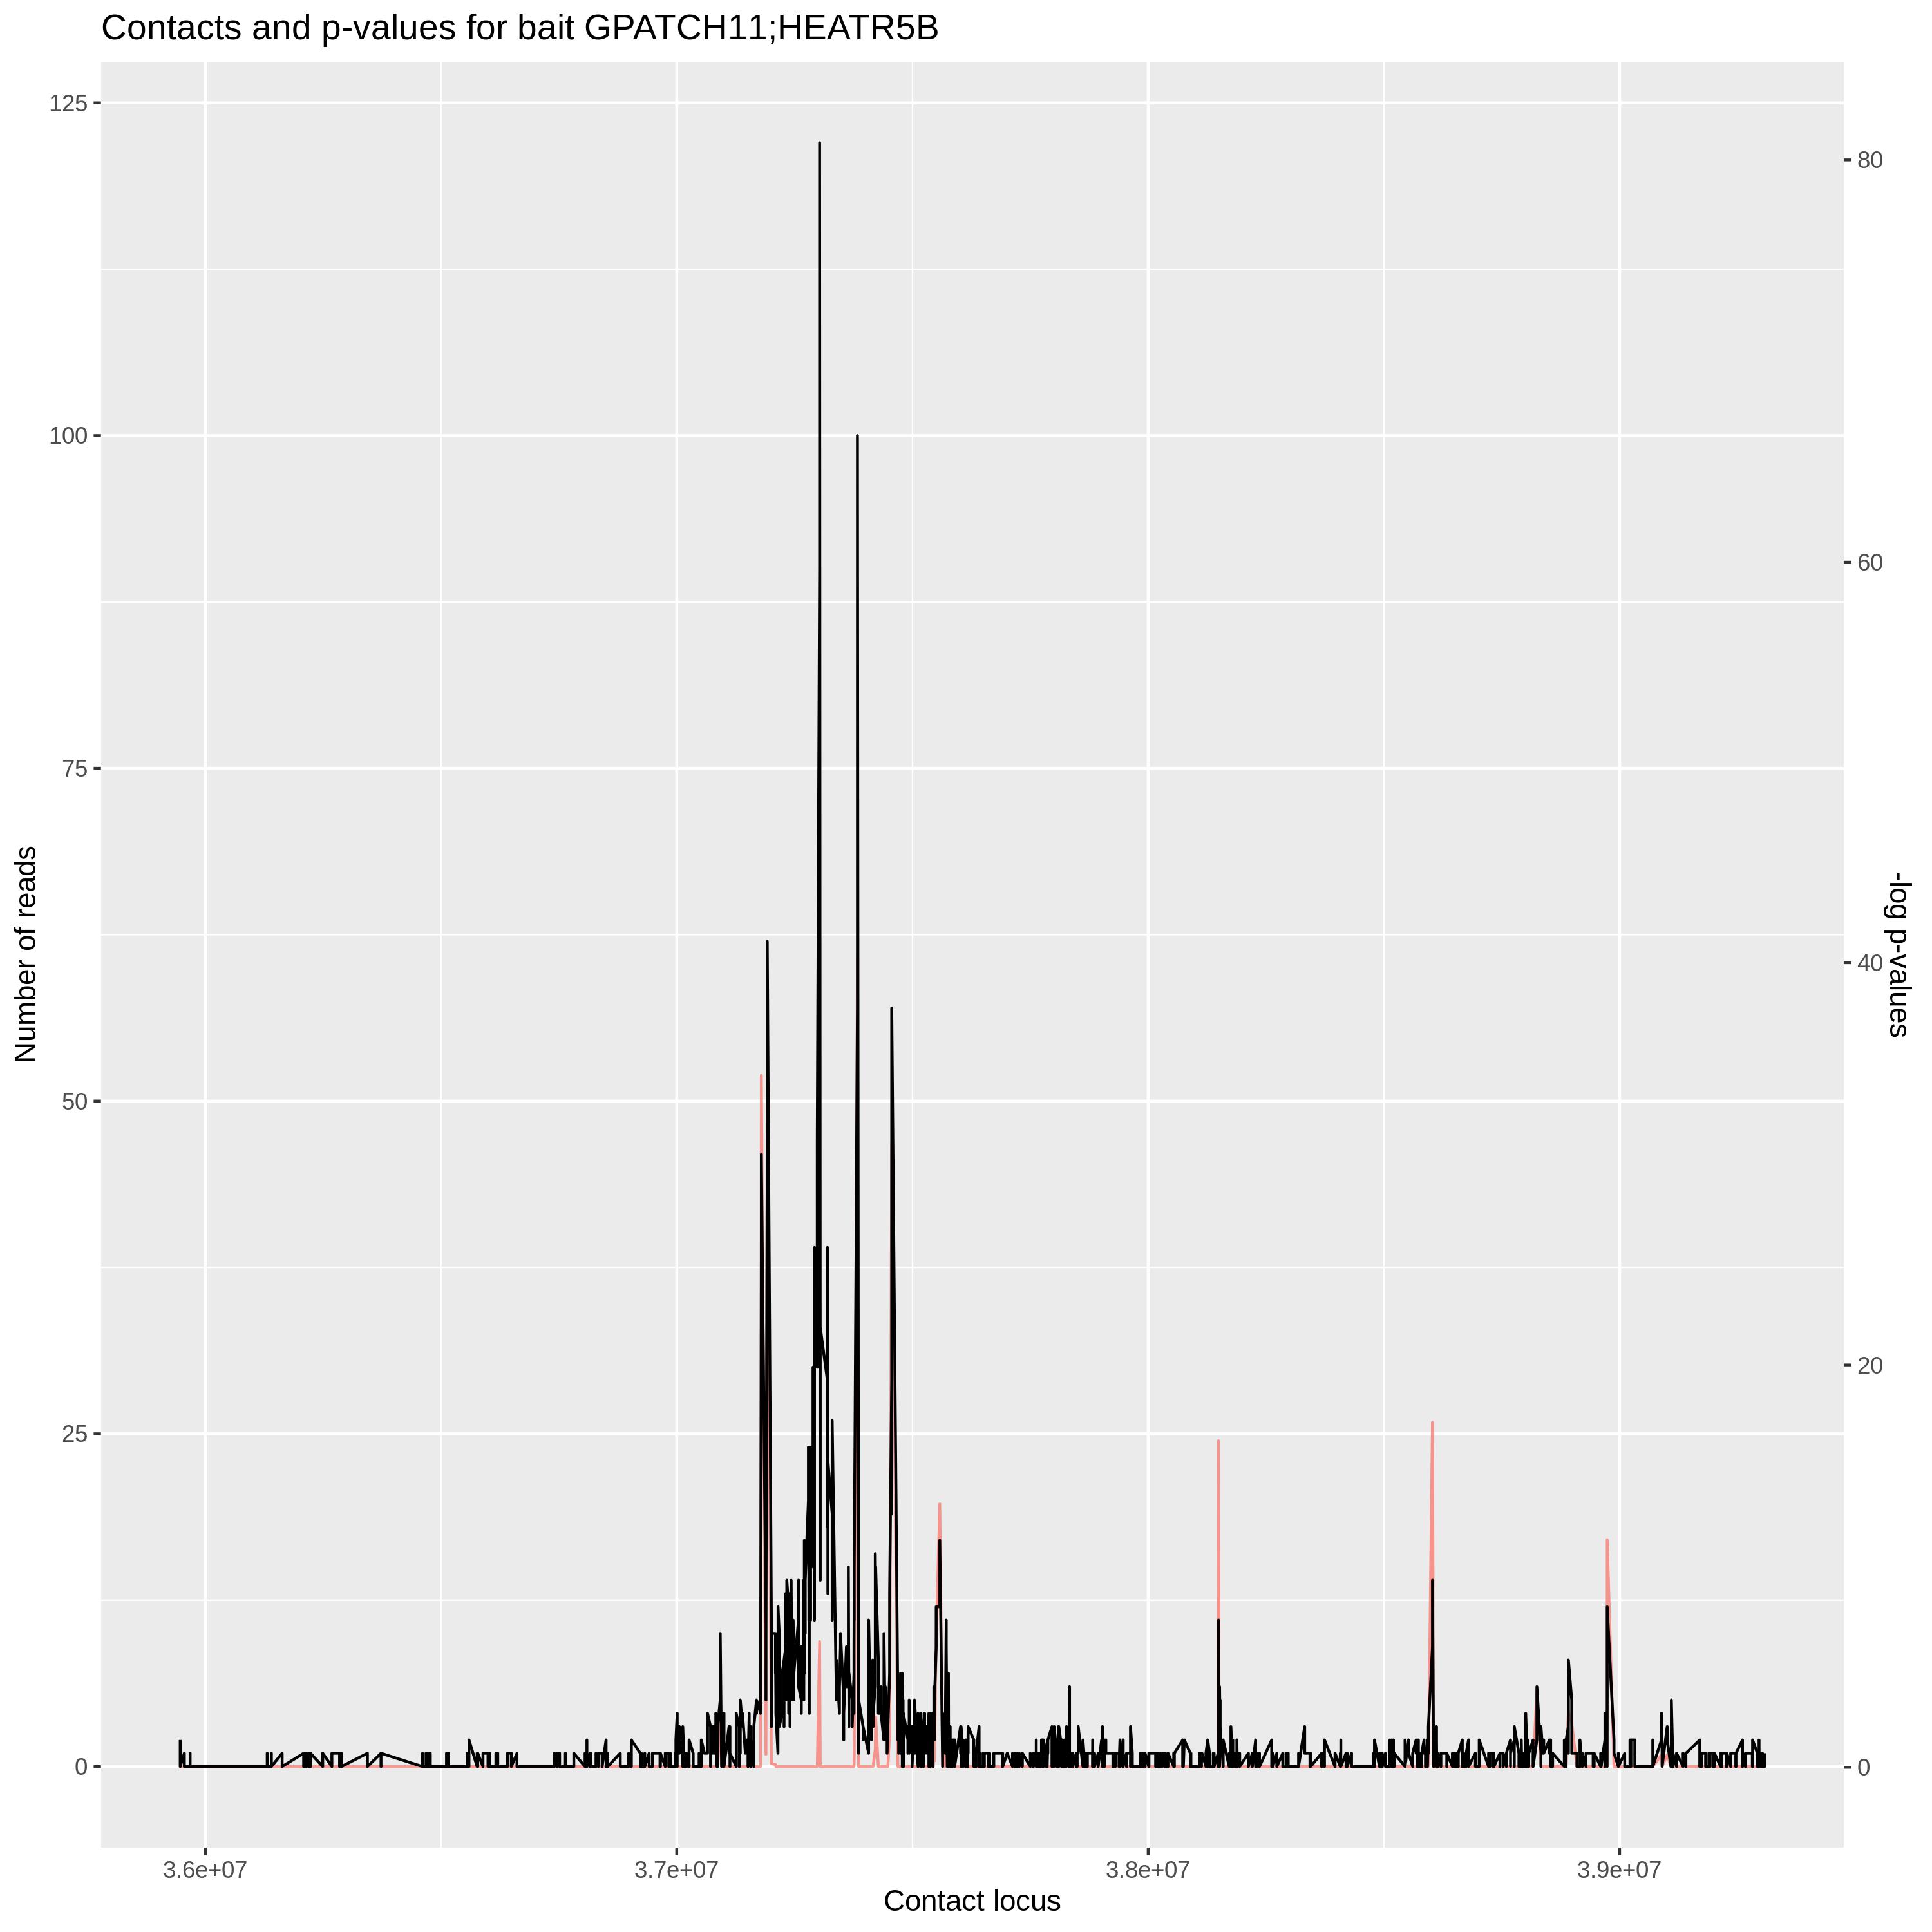 Contacts and p-values for bait GPATCH11;HEATR5B
125
100
75
50
25
0
Number of reads
80
60
40
20
0
-log p-values
3.6e+07
3.7e+07
3.8e+07
3.9e+07
Contact locus